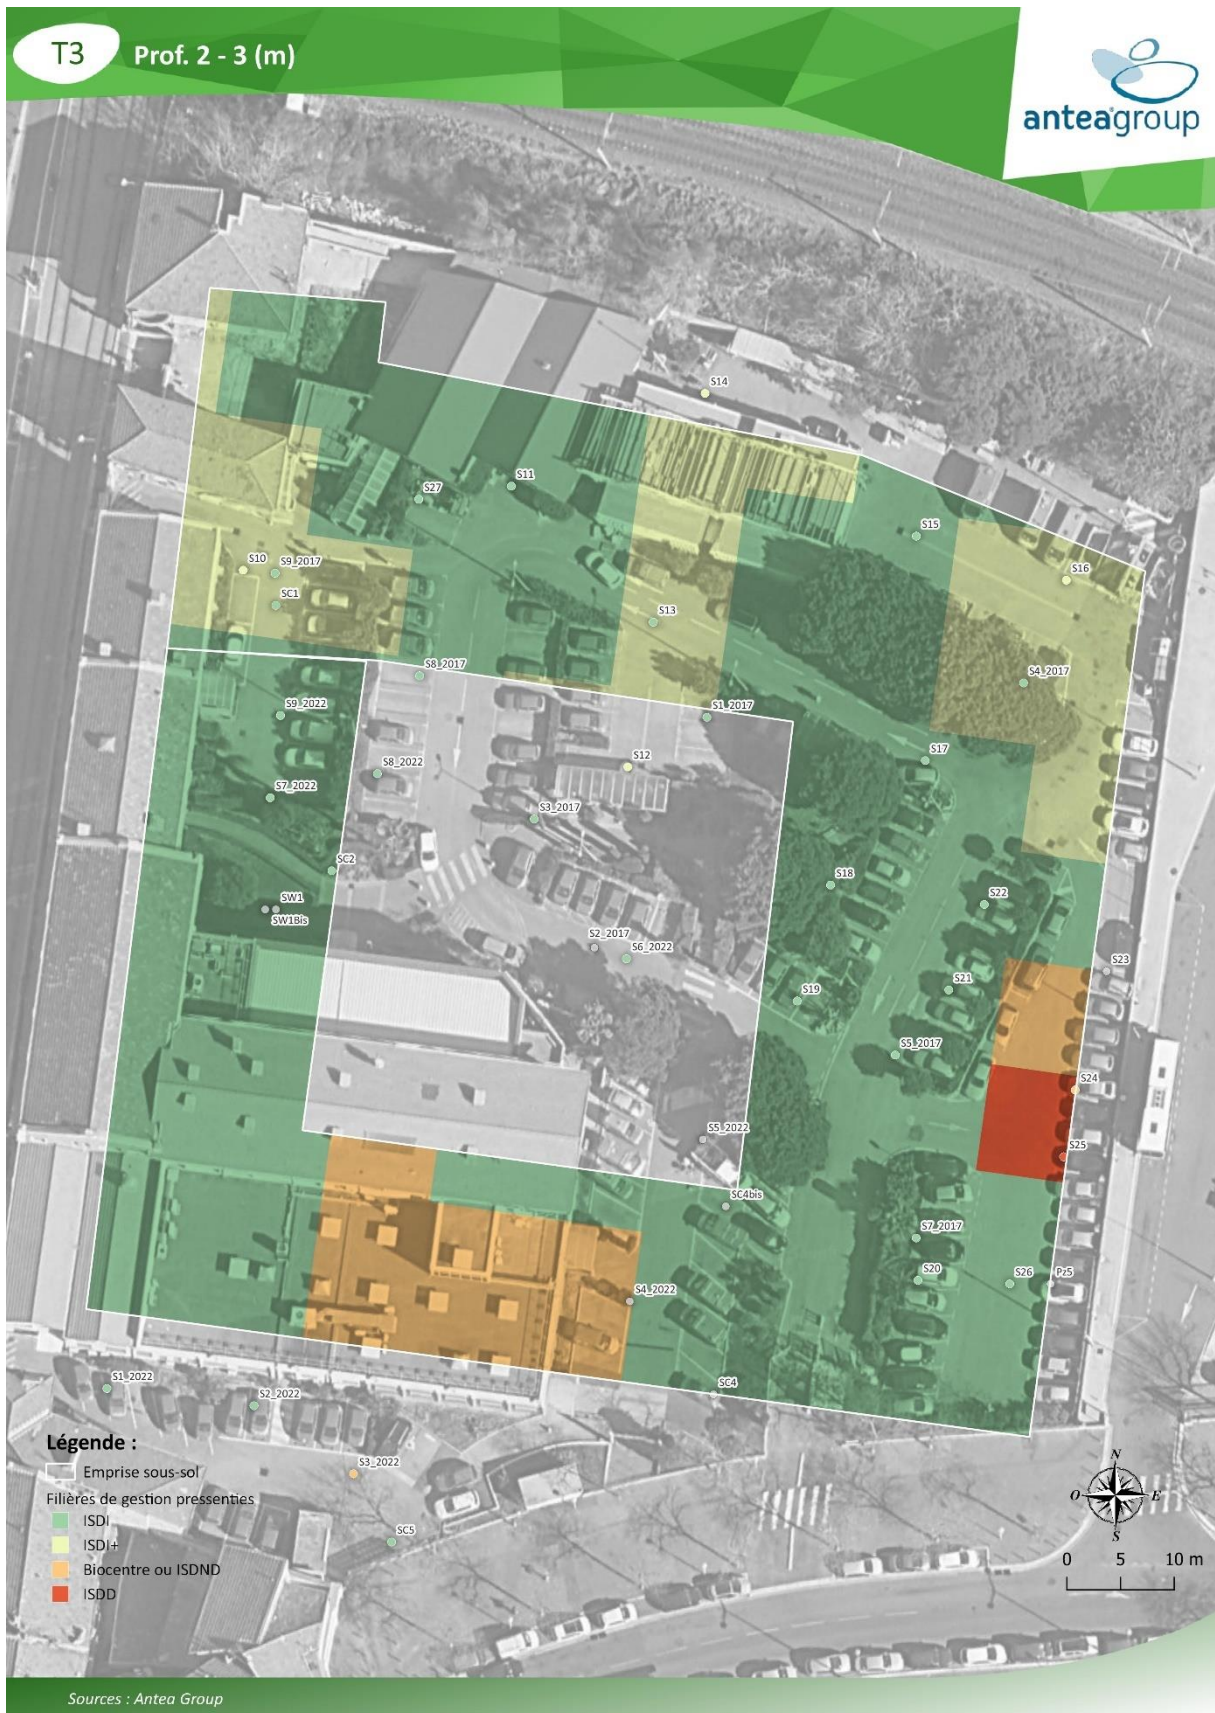 T3
Prof. 2 - 3 (m)
anteagroup
S14
S11
S27
S15
S10
S9_2017
S16
SC1
S13
S8_2017
S4_2017
S9_2022
S1_2017
S17
S12
S8_2022
S7_2022
S3_2017
SC2
S18
SW1
S22
SW1Bis
S2_2017
S6_2022
S23
S21
S19
S5_2017
S24
S5_2022
S25
SC4bis
S7_2017
S20
S26
Pz5
S4_2022
S1_2022
SC4
S2_2022
S3_2022
SC5
Légende :
Emprise sous-sol
Filières de gestion pressenties
ISDI
ISDI+
Biocentre ou ISDND
ISDD
N
O
E
S
0 5 10 m
Sources : Antea Group